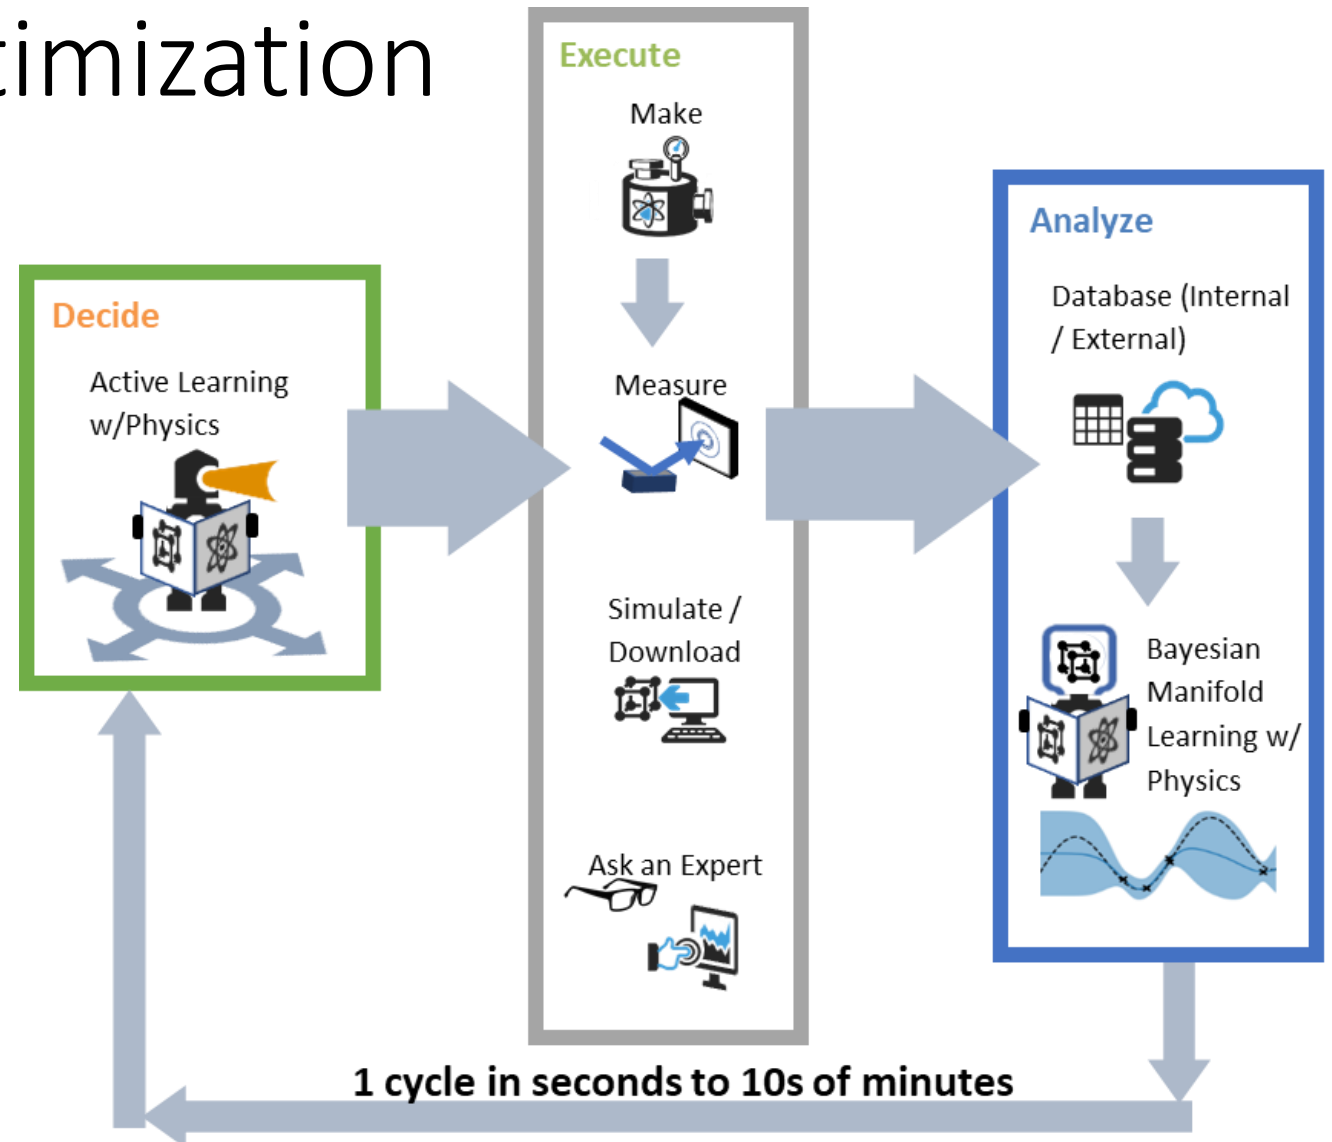 timization
Execute
Make
Measure
Simulate /
Download
Ask an Expert
Decide
Active Learning
w/Physics
Analyze
Database (Internal
/ External)
Bayesian
Manifold
Learning w/
Physics
1 cycle in seconds to 10s of minutes